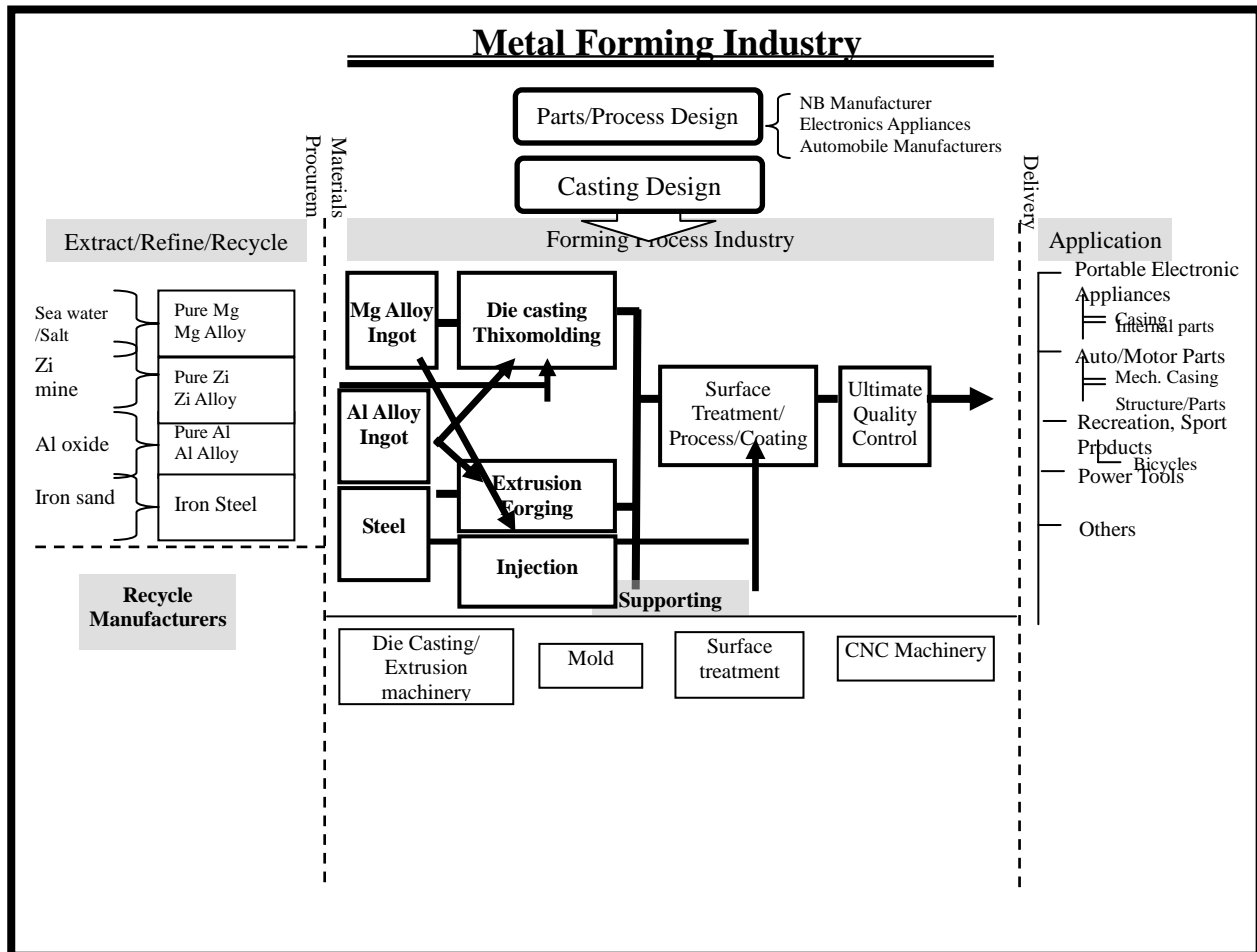 Metal Forming Industry
Parts/Process Design
NB Manufacturer
Electronics Appliances
Automobile Manufacturers
Casting Design
Materials
Procurem
Delivery
Extract/Refine/Recycle
Forming Process Industry
Application
Sea water
/Salt
Zi
mine
Al oxide
Iron sand
Pure Mg
Mg Alloy
Pure Zi
Zi Alloy
Pure Al
Al Alloy
Iron Steel
Recycle
Manufacturers
Mg Alloy
Ingot
Al Alloy
Ingot
Steel
Die casting
Thixomolding
Extrusion
Forging
Injection
Surface
Treatment/
Process/Coating
Ultimate
Quality
Control
Supporting
Die Casting/
Extrusion
machinery
Mold
Surface
treatment
CNC Machinery
Portable Electronic
Appliances
Casing
Internal parts
Auto/Motor Parts
Mech. Casing
Structure/Parts
Recreation, Sport
Products
Bicycles
Power Tools
Others